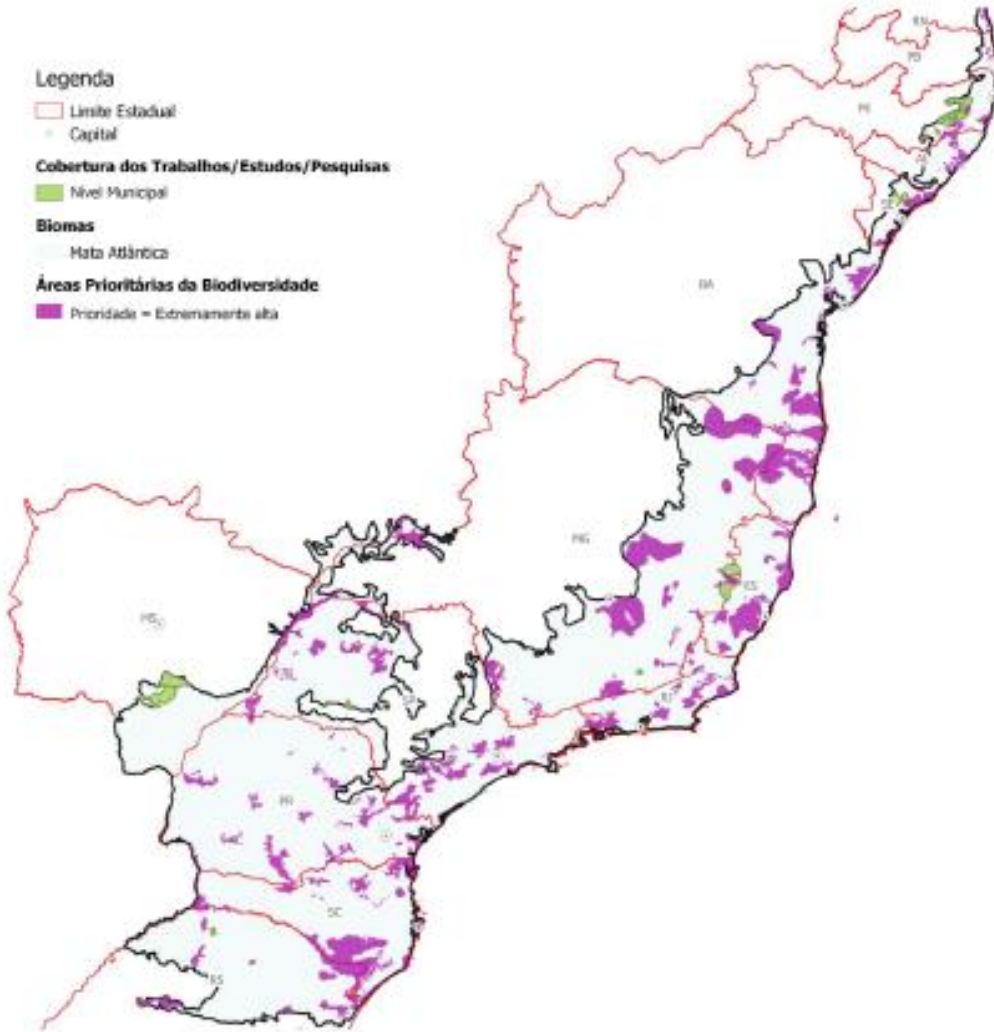 Legenda
Limite Estadual
Capital
Cobertura dos Trabalhos/Estudos/Pesquisas
Nível Municipal
Biomas
Mata Atlântica
Áreas Prioritárias da Biodiversidade
Prioridade = Extremamente alta
RN
PB
PE
SE
BA
MG
ES
MS
RJ
PR
SC
RS